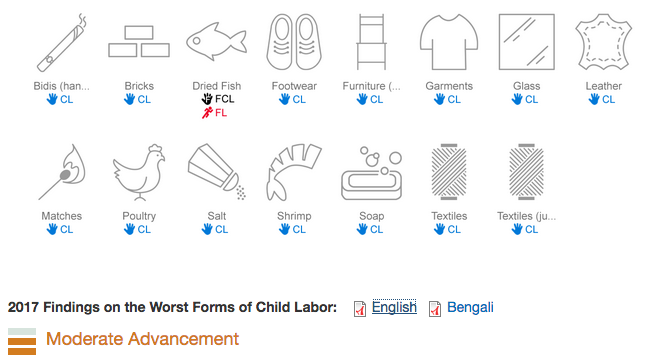 Bidis (han... Bricks Dried Fish Footwear Furniture (... Garments Glass Leather
CL CL FCL CL CL CL CL CL
FL
Matches Poultry Salt Shrimp Soap Textiles Textiles (ju...
CL CL CL CL CL CL CL
2017 Findings on the Worst Forms of Child Labor: English Bengali
Moderate Advancement